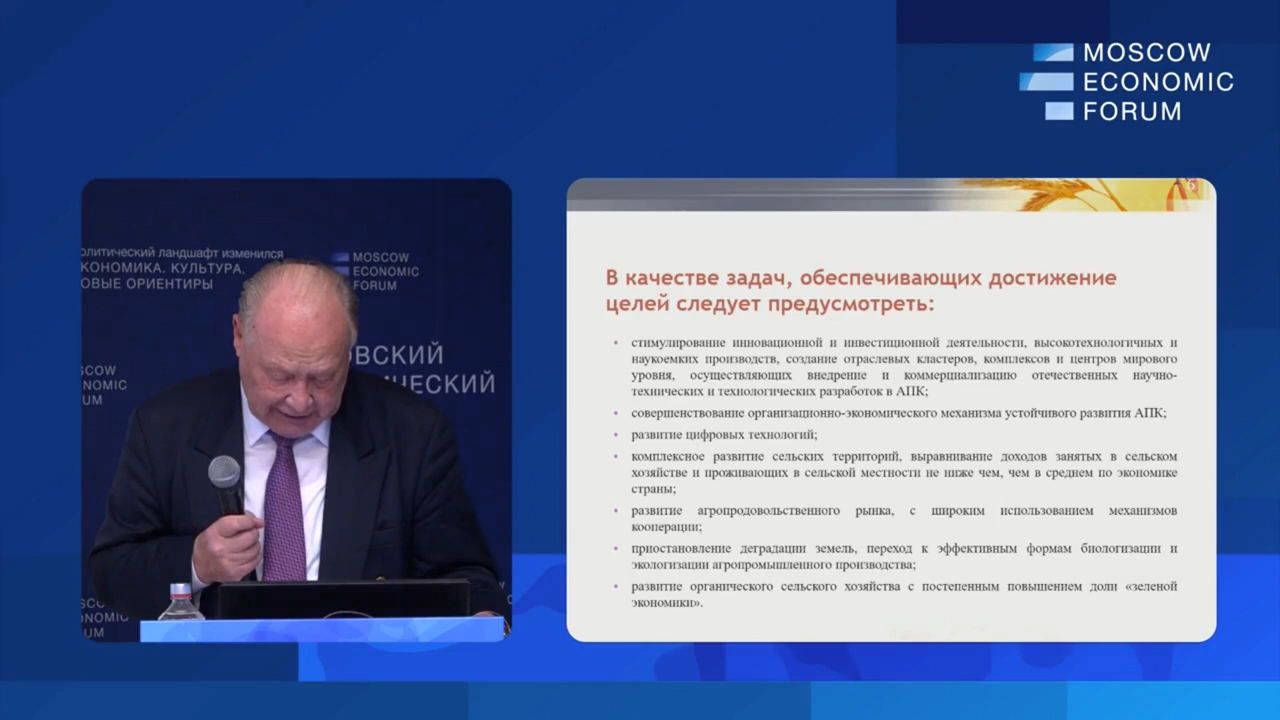 MOSCOW
ECONOMIC
FORUM
ОЛИТИЧЕСКИЙ ландшафт изменился
КОНОМИКА. КУЛЬТУРА.
ОВЫЕ ОРИЕНТИРЫ
MOSCOW
ECONOMIC
FORUM
ОВСКИЙ
ЧЕСКИЙ
SCOW
NOMIC
UM
NOMIC
UM
6
В качестве задач, обеспечивающих достижение
целей следует предусмотреть:
• стимулирование инновационной и инвестиционной деятельности, высокотехнологичных и
наукоемких производств, создание отраслевых кластеров, комплексов и центров мирового
уровня, осуществляющих внедрение и коммерциализацию отечественных научно-
технических и технологических разработок в АПК;
• совершенствование организационно-экономического механизма устойчивого развития АПК;
• развитие цифровых технологий;
• комплексное развитие сельских территорий, выравнивание доходов занятых в сельском
хозяйстве и проживающих в сельской местности не ниже чем, чем в среднем по экономике
страны;
• развитие агропродовольственного рынка, с широким использованием механизмов
кооперации;
• приостановление деградации земель, переход к эффективным формам биологизации и
экологизации агропромышленного производства;
• развитие органического сельского хозяйства с постепенным повышением доли «зеленой
экономики».